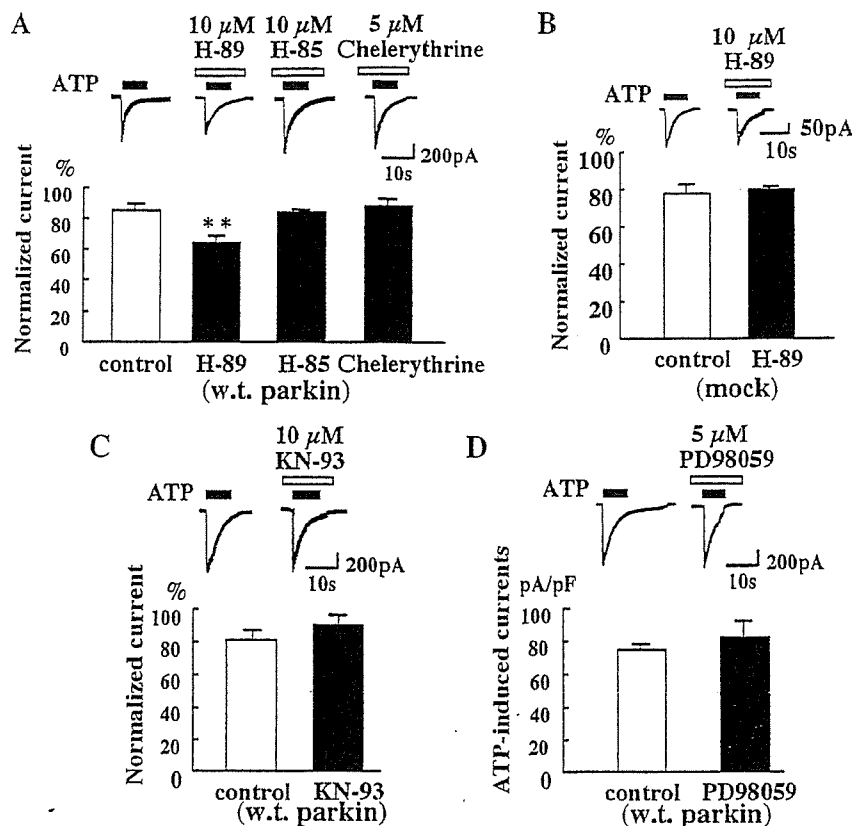 A
10 μM 10 μM 5 μM
H-89 H-85 Chelerythrine
ATP
200pA
10s
%
Normalized current
100
80
60
40
20
0
**
control H-89 H-85 Chelerythrine
(w.t. parkin)
B
10 μM
H-89
ATP
50pA
10s
%
Normalized current
100
80
60
40
20
0
control H-89
(mock)
C
10 μM
KN-93
ATP
200pA
10s
%
Normalized current
100
80
60
40
20
0
control KN-93
(w.t. parkin)
D
5 μM
PD98059
ATP
200pA
10s
pA/pF
ATP-induced currents
100
80
60
40
20
0
control PD98059
(w.t. parkin)